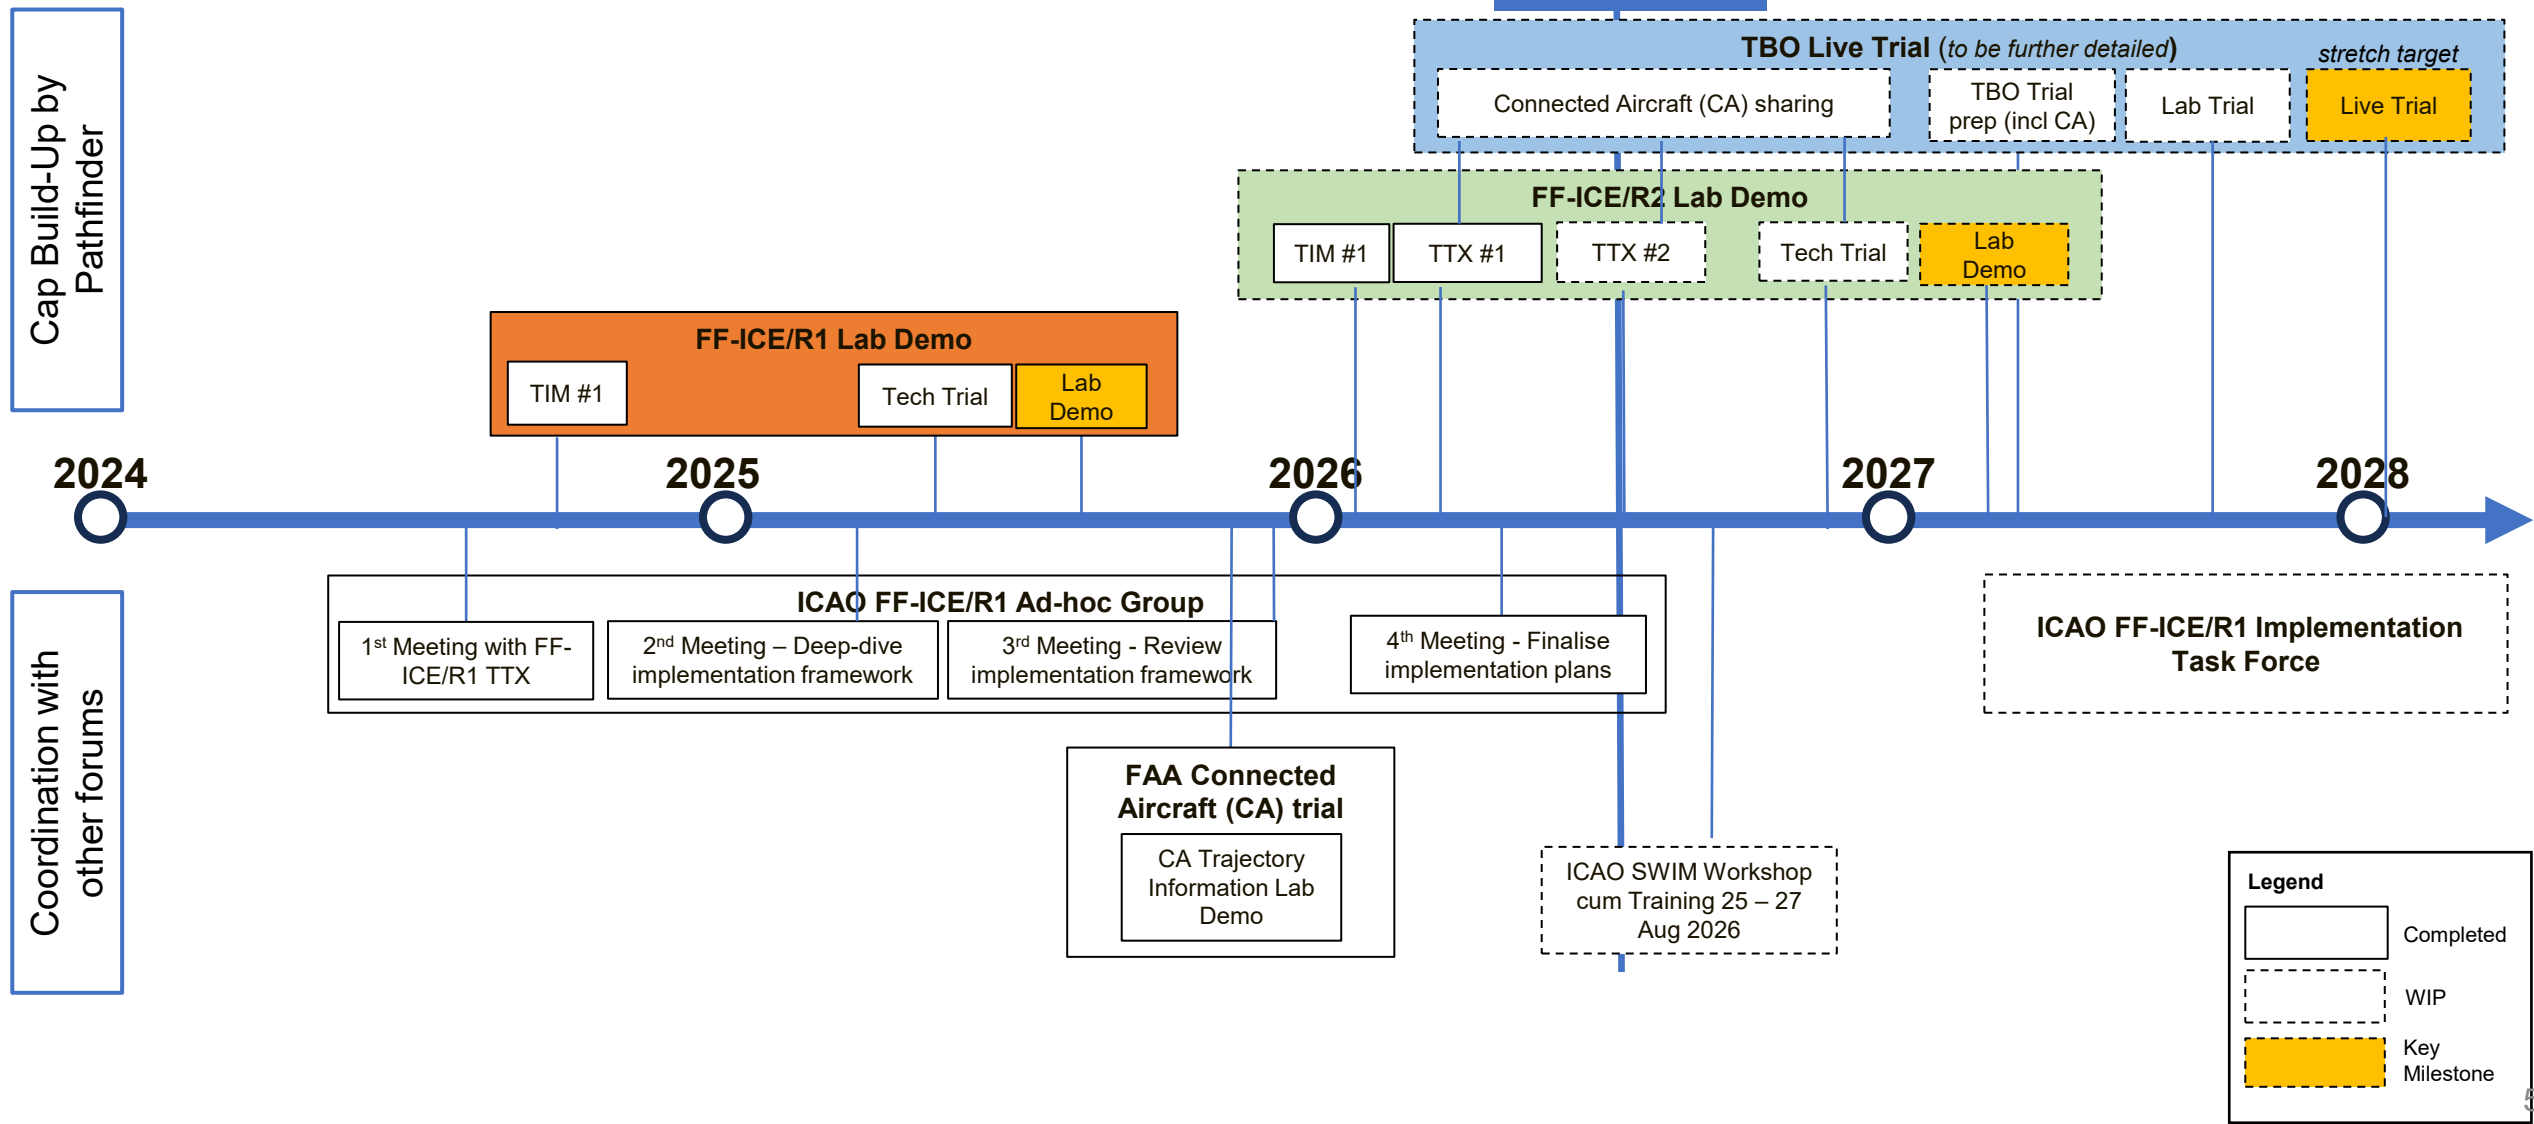 Cap Build-Up by
Pathfinder
TBO Live Trial (to be further detailed)
stretch target
Connected Aircraft (CA) sharing
TBO Trial
prep (incl CA)
Lab Trial
Live Trial
FF-ICE/R2 Lab Demo
TIM #1
TTX #1
TTX #2
Tech Trial
Lab
Demo
FF-ICE/R1 Lab Demo
TIM #1
Tech Trial
Lab
Demo
2024
2025
2026
2027
2028
Coordination with
other forums
ICAO FF-ICE/R1 Ad-hoc Group
1st Meeting with FF-
ICE/R1 TTX
2nd Meeting – Deep-dive
implementation framework
3rd Meeting - Review
implementation framework
4th Meeting - Finalise
implementation plans
ICAO FF-ICE/R1 Implementation
Task Force
FAA Connected
Aircraft (CA) trial
CA Trajectory
Information Lab
Demo
ICAO SWIM Workshop
cum Training 25 – 27
Aug 2026
Legend
Completed
WIP
Key
Milestone
5